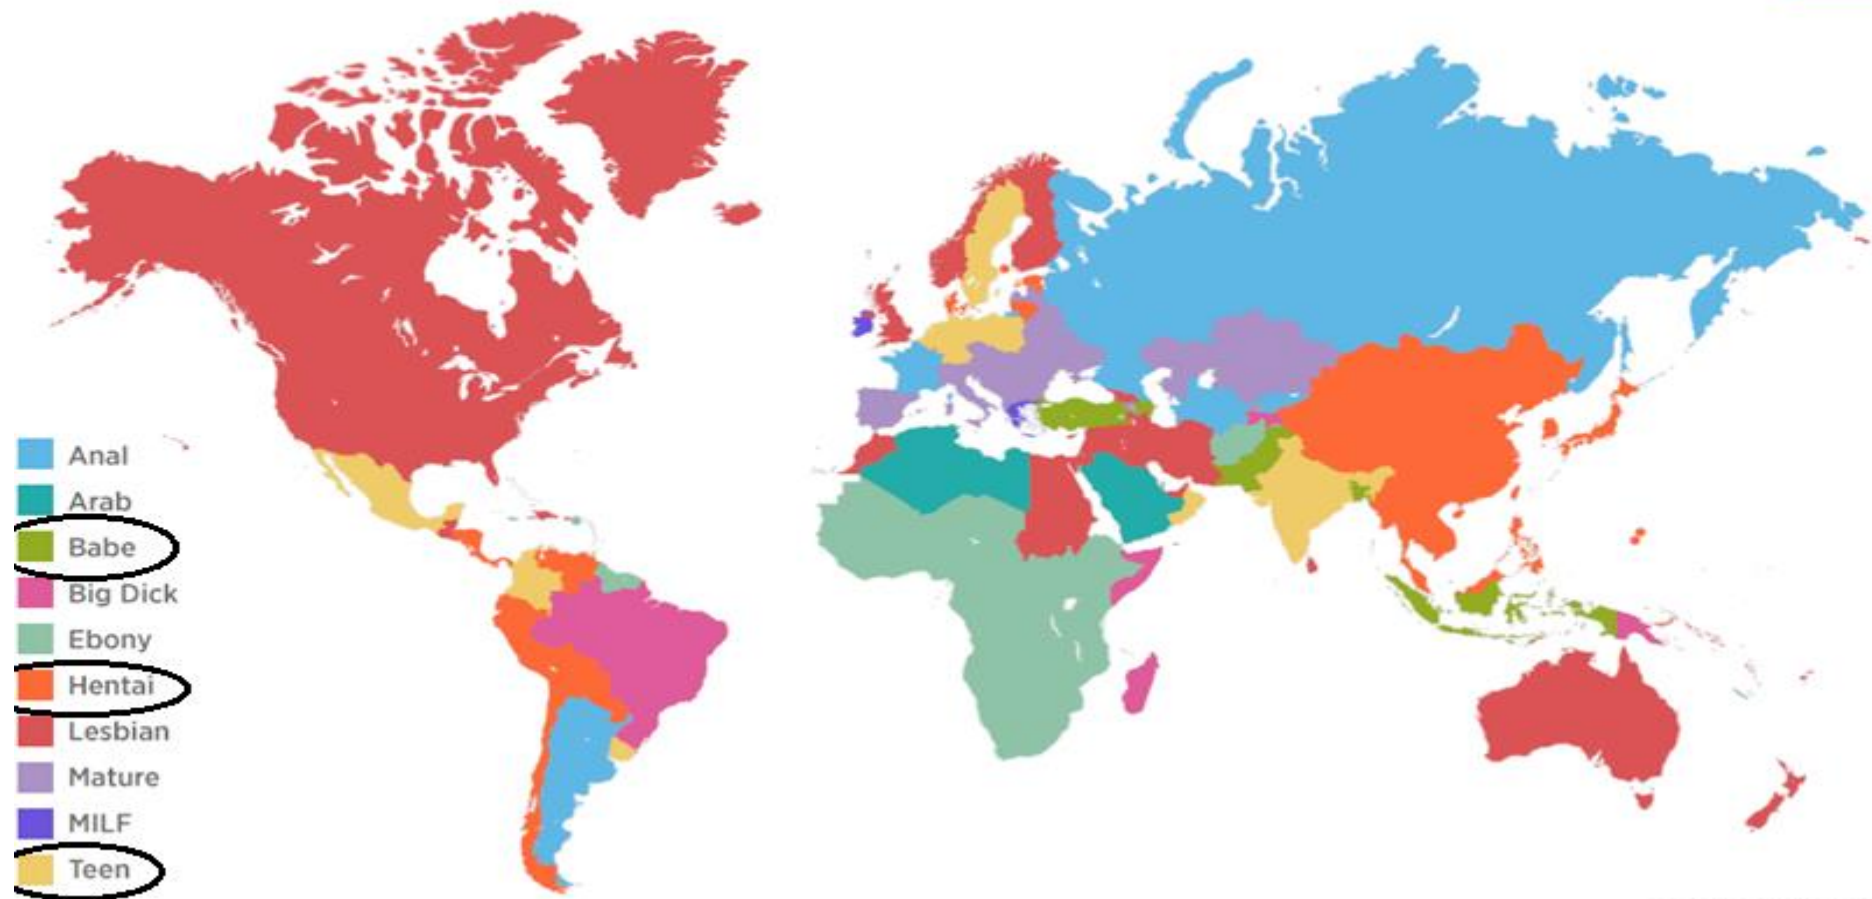 Anal
Arab
Babe
Big Dick
Ebony
Hentai
Lesbian
Mature
MILF
Teen